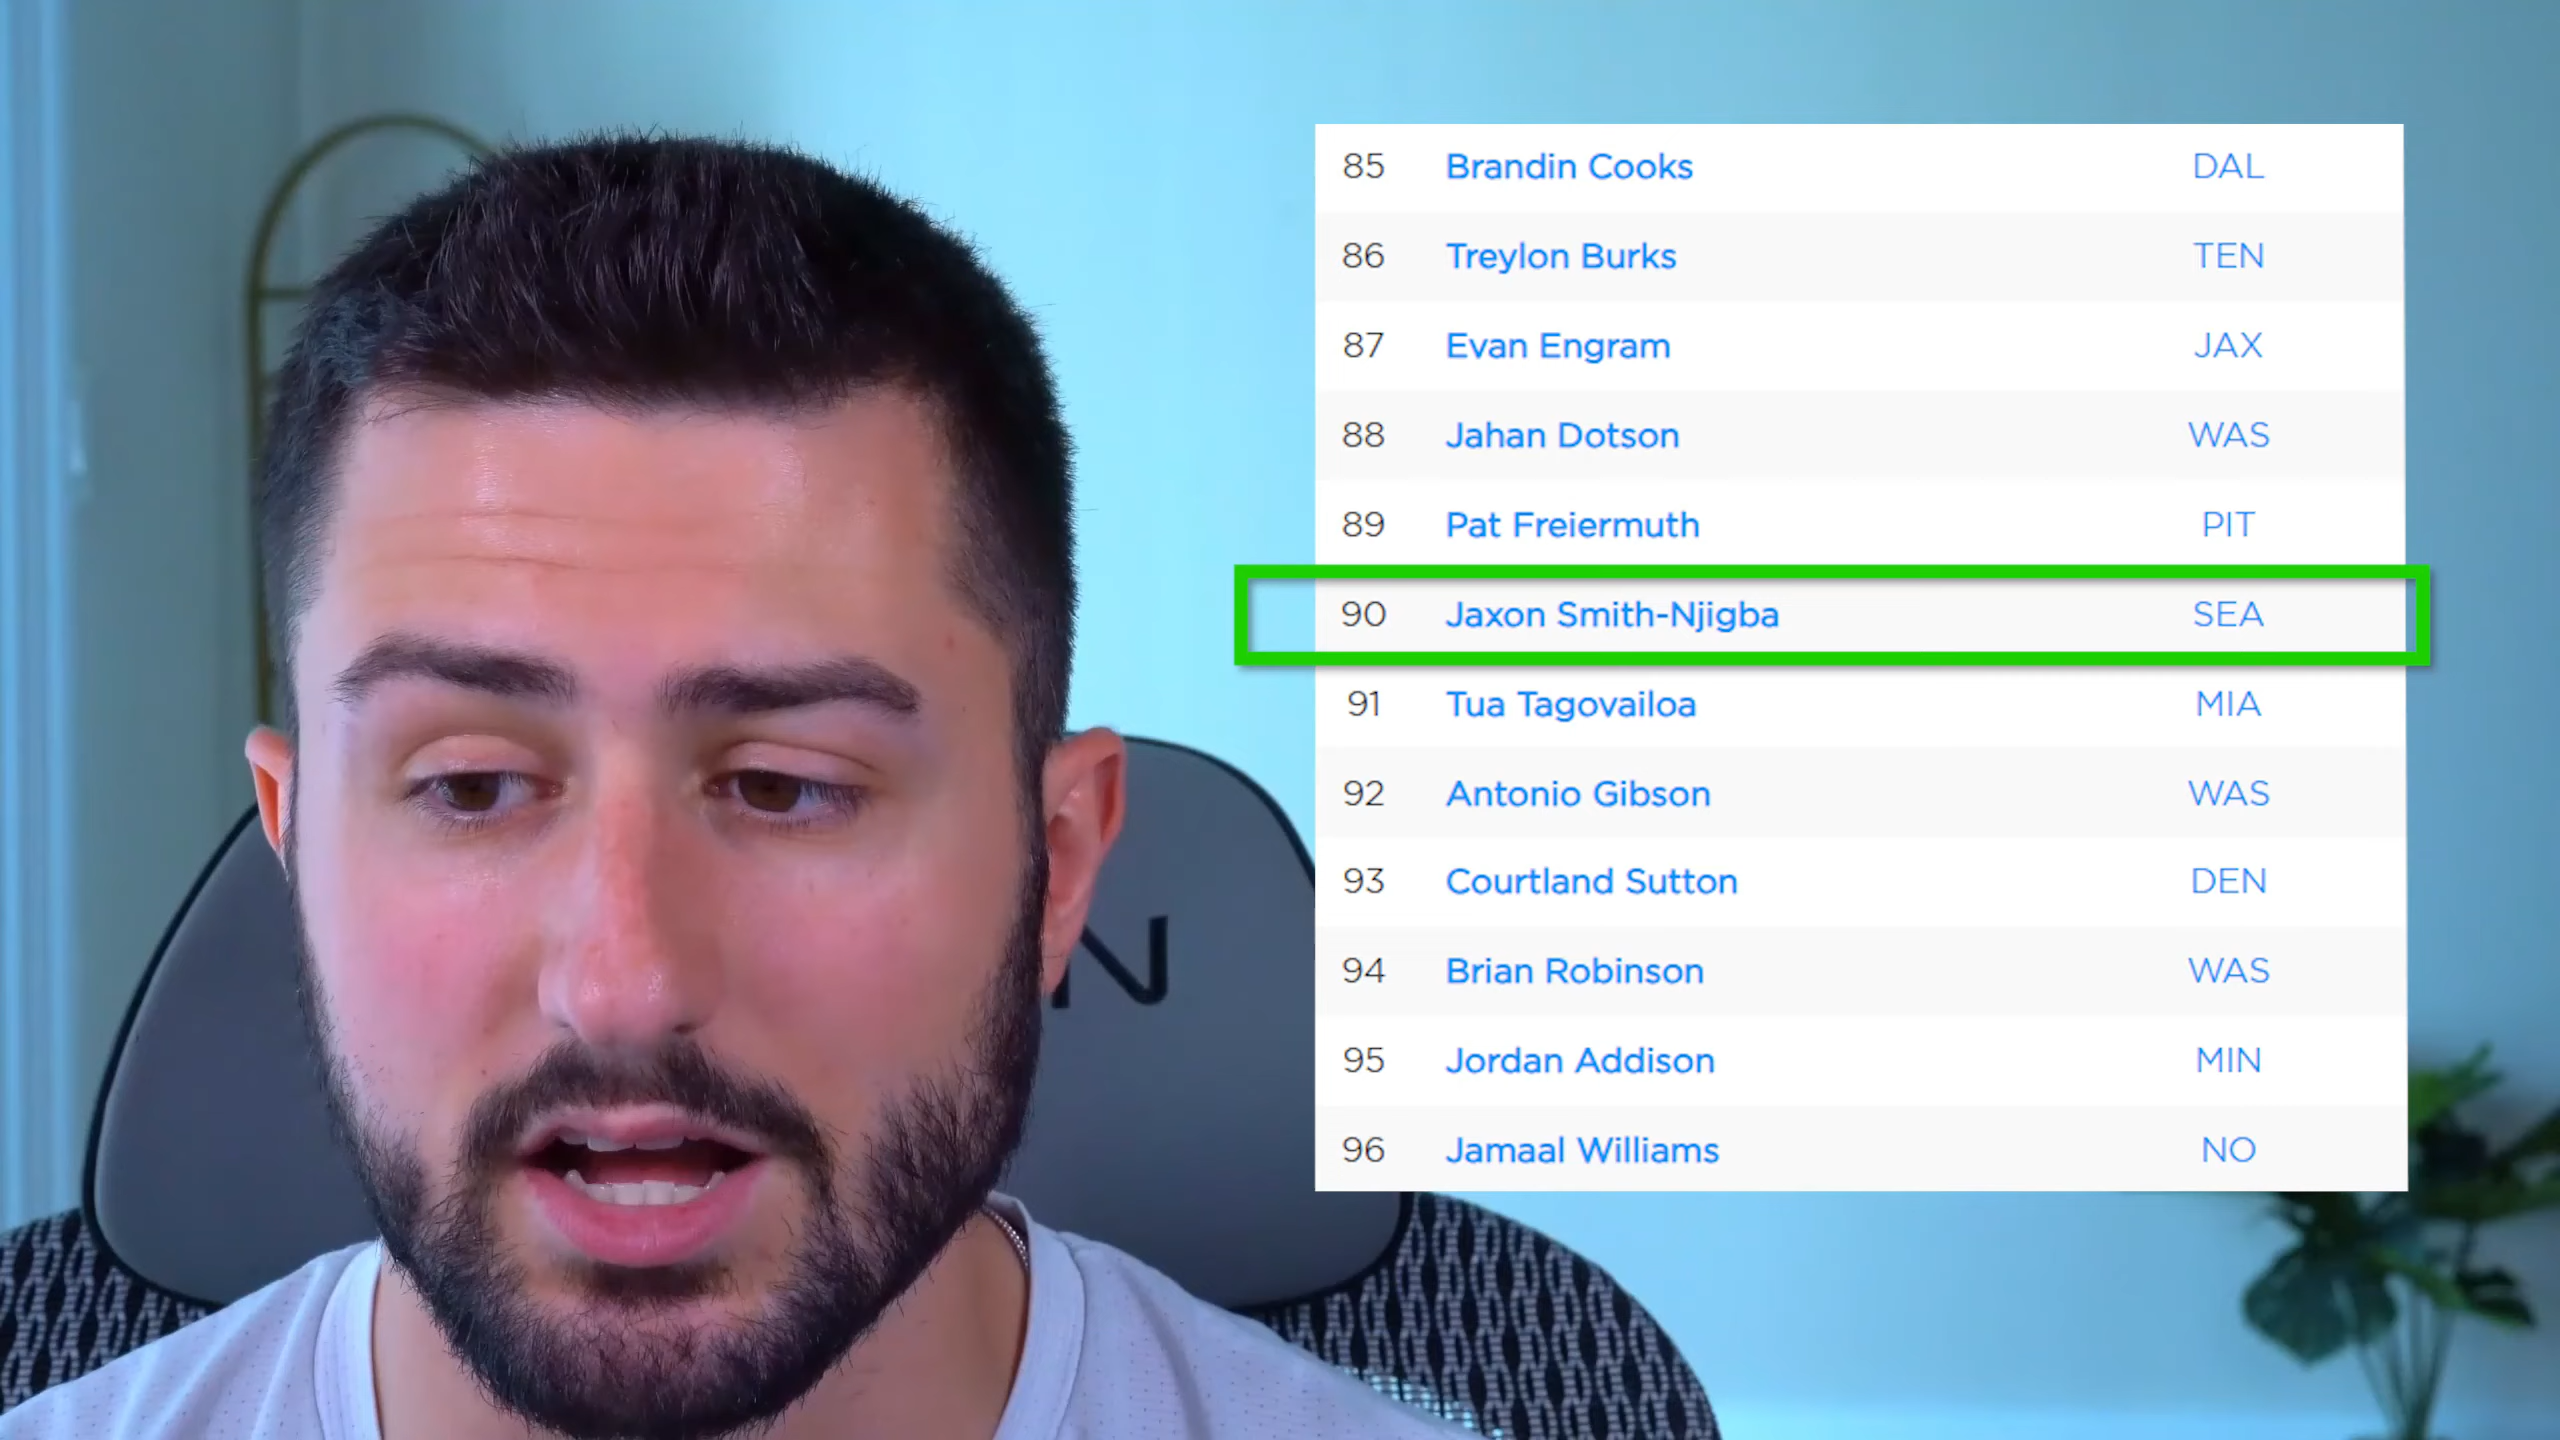 85 Brandin Cooks DAL
86 Treylon Burks TEN
87 Evan Engram JAX
88 Jahan Dotson WAS
89 Pat Freiermuth PIT
90 Jaxon Smith-Njigba SEA
91 Tua Tagovailoa MIA
92 Antonio Gibson WAS
93 Courtland Sutton DEN
94 Brian Robinson WAS
95 Jordan Addison MIN
96 Jamaal Williams NO
N